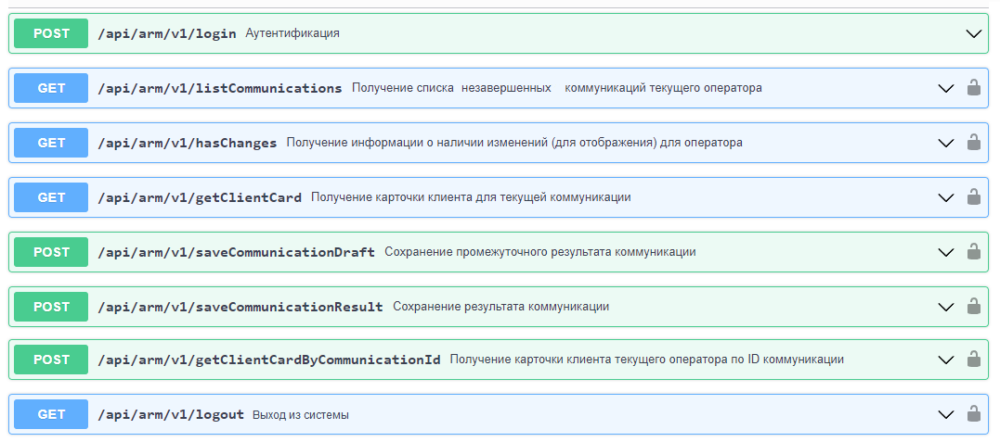 POST /api/arm/v1/login Аутентификация
GET /api/arm/v1/listCommunications Получение списка незавершенных коммуникаций текущего оператора
GET /api/arm/v1/hasChanges Получение информации о наличии изменений (для отображения) для оператора
GET /api/arm/v1/getClientCard Получение карточки клиента для текущей коммуникации
POST /api/arm/v1/saveCommunicationDraft Сохранение промежуточного результата коммуникации
POST /api/arm/v1/saveCommunicationResult Сохранение результата коммуникации
POST /api/arm/v1/getClientCardByCommunicationId Получение карточки клиента текущего оператора по ID коммуникации
GET /api/arm/v1/logout Выход из системы